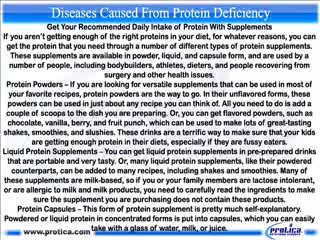 Diseases Caused From Protein Deficiency
Get Your Recommended Daily Intake of Protein With Supplements
If you aren't getting enough of the right proteins in your diet, for whatever reasons, you can
get the protein that you need through a number of different types of protein supplements.
These supplements are available in powder, liquid, and capsule form, and are used by a
number of people, including bodybuilders, athletes, dieters, and people recovering from
surgery and other health issues.
Protein Powders – If you are looking for versatile supplements that can be used in most of
your favorite recipes, protein powders are the way to go. In their unflavored forms, these
powders can be used in just about any recipe you can think of. All you need to do is add a
couple of scoops to the dish you are preparing. Or, you can get flavored powders, such as
chocolate, vanilla, berry, and fruit punch, which can be used to make lots of great-tasting
shakes, smoothies, and slushies. These drinks are a terrific way to make sure that your kids
are getting enough protein in their diets, especially if they are fussy eaters.
Liquid Protein Supplements – You can get liquid protein supplements in pre-prepared drinks
that are portable and very tasty. Or, many liquid protein supplements, like their powdered
counterparts, can be added to many recipes, including shakes and smoothies. Many of
these supplements are milk-based, so if you or your family members are lactose intolerant,
or are allergic to milk and milk products, you need to carefully read the ingredients to make
sure the supplement you are purchasing does not contain these products.
Protein Capsules – This form of protein supplement is pretty much self-explanatory.
Powdered or liquid protein in concentrated forms is put into capsules, which you can easily
take with a glass of water, milk, or juice.
www.protica.com
protica